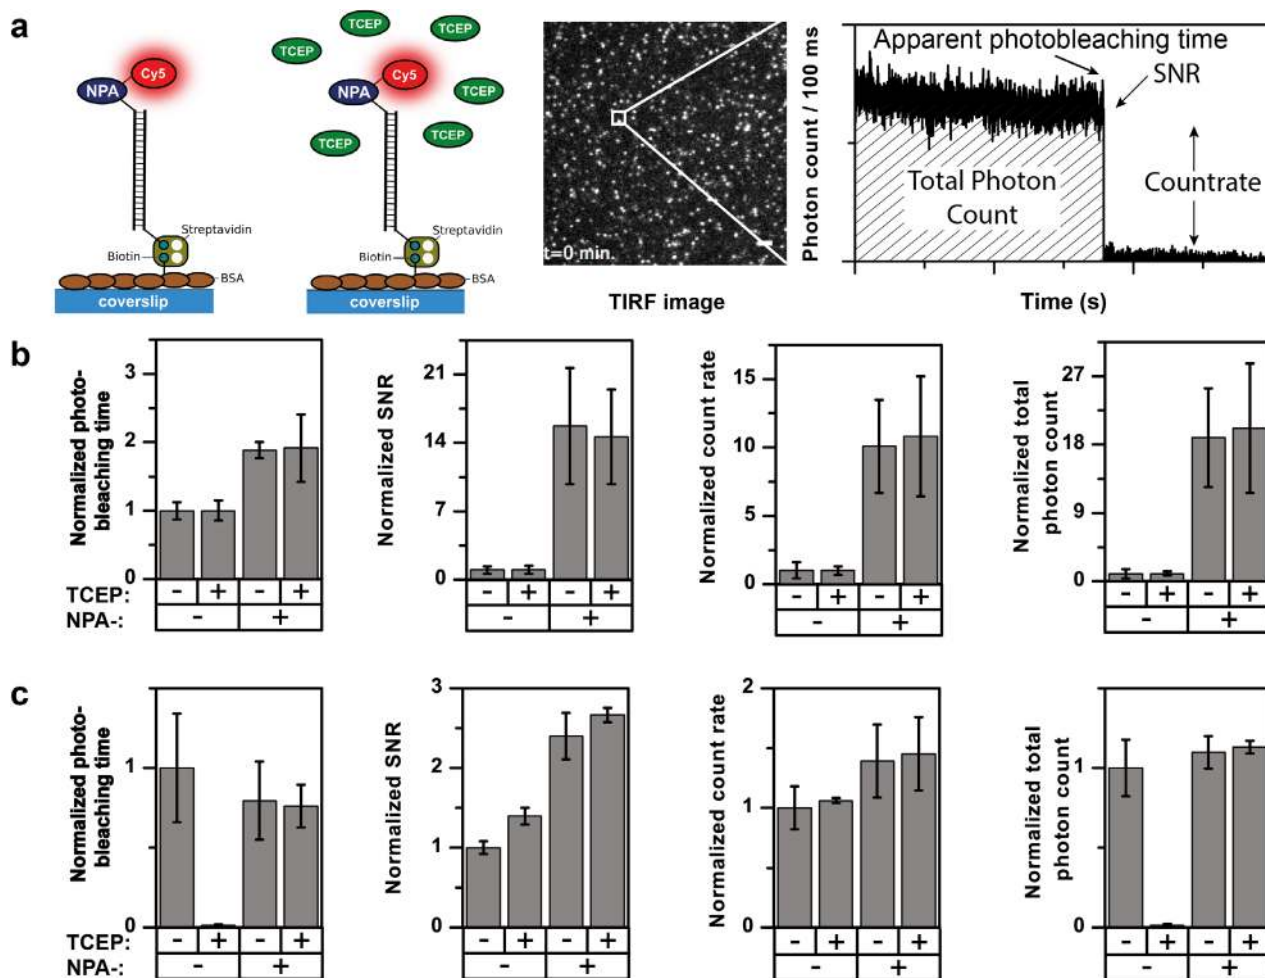 a
TCEP
TCEP
TCEP
TCEP
TCEP
TCEP
NPA
Cy5
NPA
Cy5
Streptavidin
Biotin
BSA
coverslip
Streptavidin
Biotin
BSA
coverslip
t=0 min.
TIRF image
Photon count / 100 ms
Apparent photobleaching time
SNR
Total Photon
Count
Countrate
Time (s)
b
Normalized photo-
bleaching time
3
2
1
0
TCEP: - + - +
NPA-: - +
Normalized SNR
21
14
7
0
- + - +
- +
Normalized count rate
15
10
5
0
- + - +
- +
Normalized total
photon count
27
18
9
0
- + - +
- +
c
Normalized photo-
bleaching time
1
0
TCEP: - + - +
NPA-: - +
Normalized SNR
3
2
1
0
- + - +
- +
Normalized count rate
2
1
0
- + - +
- +
Normalized total
photon count
1
0
- + - +
- +